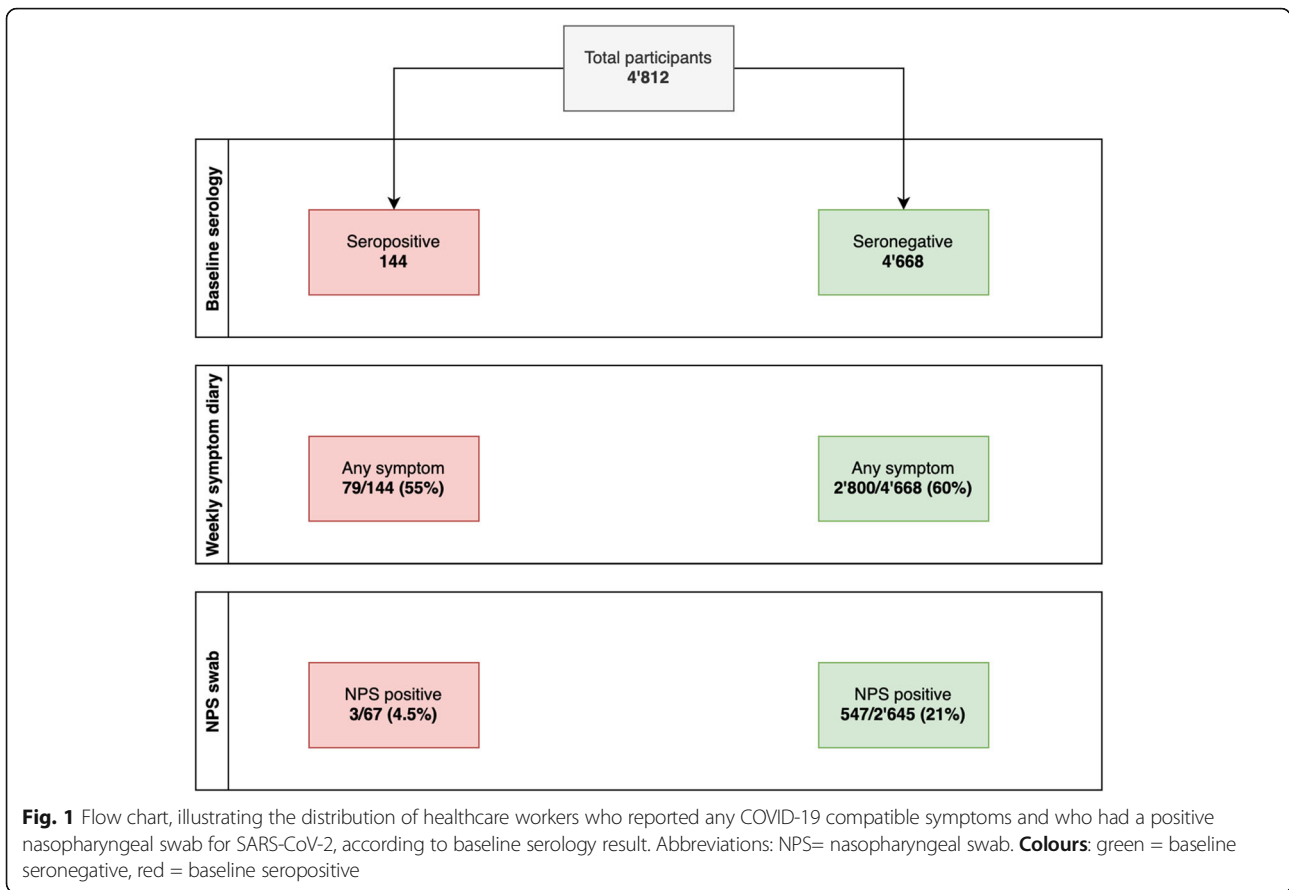 Total participants
4'812
Baseline serology
Seropositive
144
Seronegative
4'668
Weekly symptom diary
Any symptom
79/144 (55%)
Any symptom
2'800/4'668 (60%)
NPS swab
NPS positive
3/67 (4.5%)
NPS positive
547/2'645 (21%)
Fig. 1 Flow chart, illustrating the distribution of healthcare workers who reported any COVID-19 compatible symptoms and who had a positive
nasopharyngeal swab for SARS-CoV-2, according to baseline serology result. Abbreviations: NPS= nasopharyngeal swab. Colours: green = baseline
seronegative, red = baseline seropositive